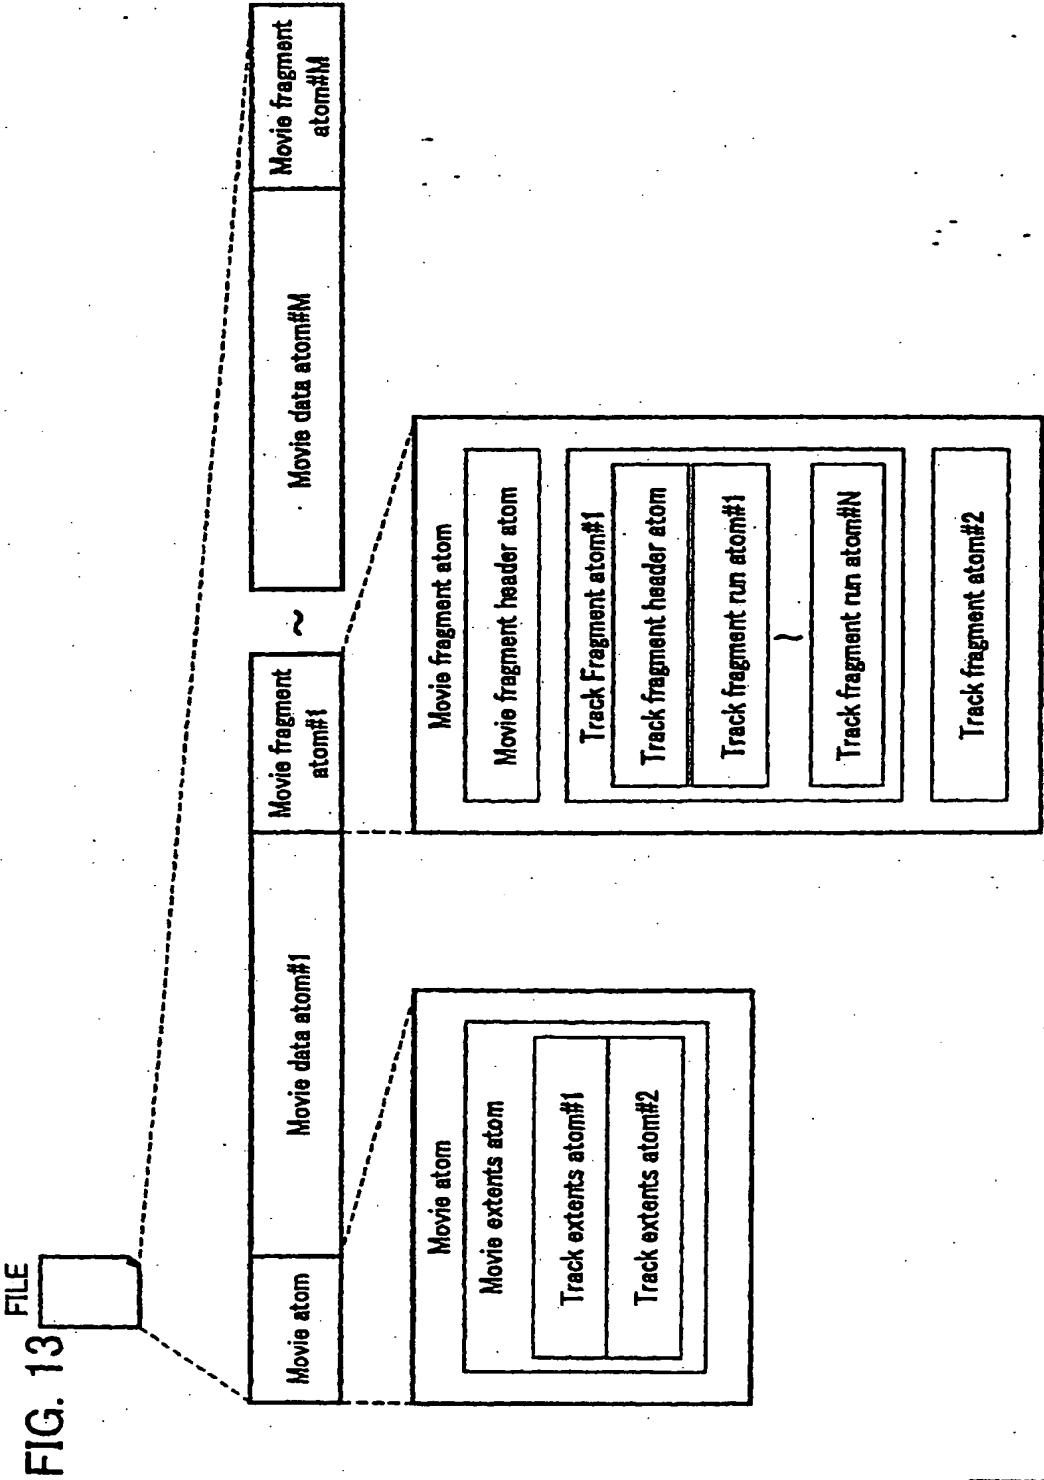 FIG. 13
FILE
Movie atom
Movie data atom#1
Movie fragment
atom#1
~
Movie data atom#M
Movie fragment
atom#M
Movie atom
Movie extents atom
Track extents atom#1
Track extents atom#2
Movie fragment atom
Movie fragment header atom
Track Fragment atom#1
Track fragment header atom
Track fragment run atom#1
~
Track fragment run atom#N
Track fragment atom#2